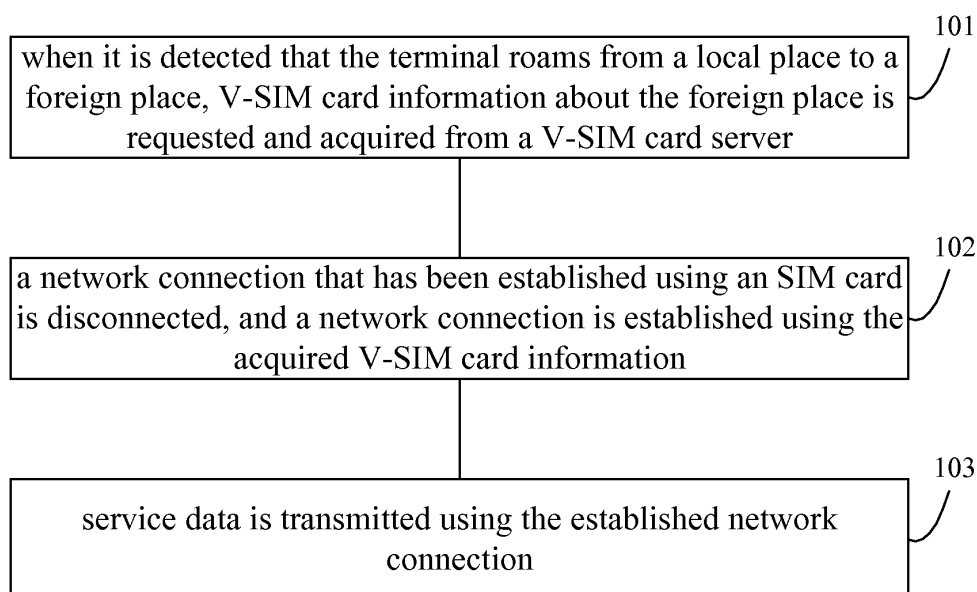 101
when it is detected that the terminal roams from a local place to a
foreign place, V-SIM card information about the foreign place is
requested and acquired from a V-SIM card server
102
a network connection that has been established using an SIM card
is disconnected, and a network connection is established using the
acquired V-SIM card information
103
service data is transmitted using the established network
connection